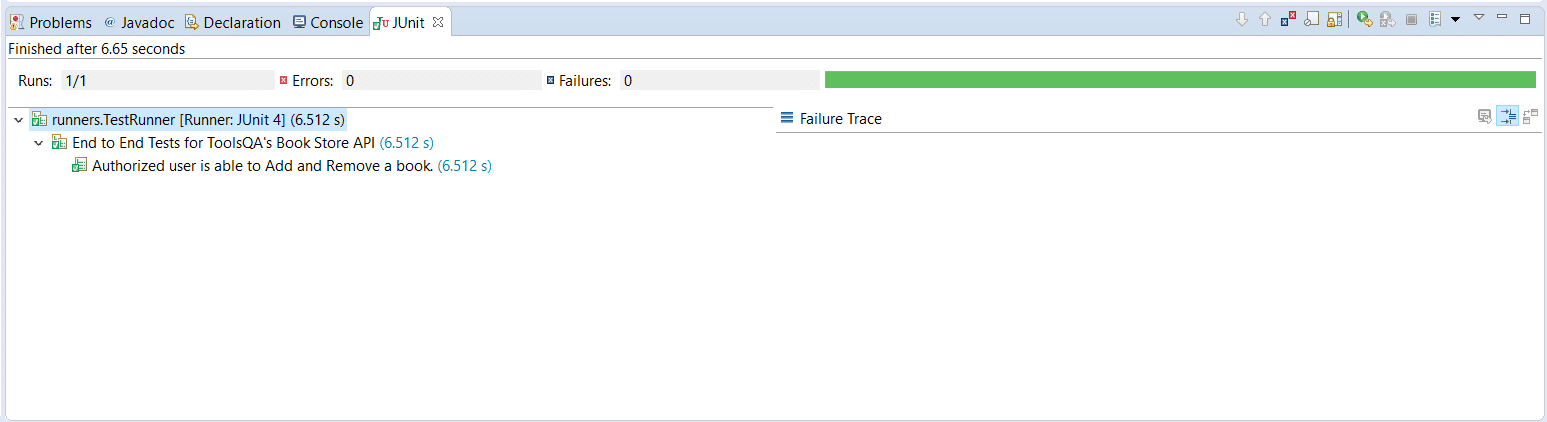 Problems @ Javadoc Declaration Console JUnit
Finished after 6.65 seconds
Runs: 1/1 Errors: 0 Failures: 0
runners.TestRunner [Runner: JUnit 4] (6.512 s)
Failure Trace
End to End Tests for ToolsQA's Book Store API (6.512 s)
Authorized user is able to Add and Remove a book. (6.512 s)